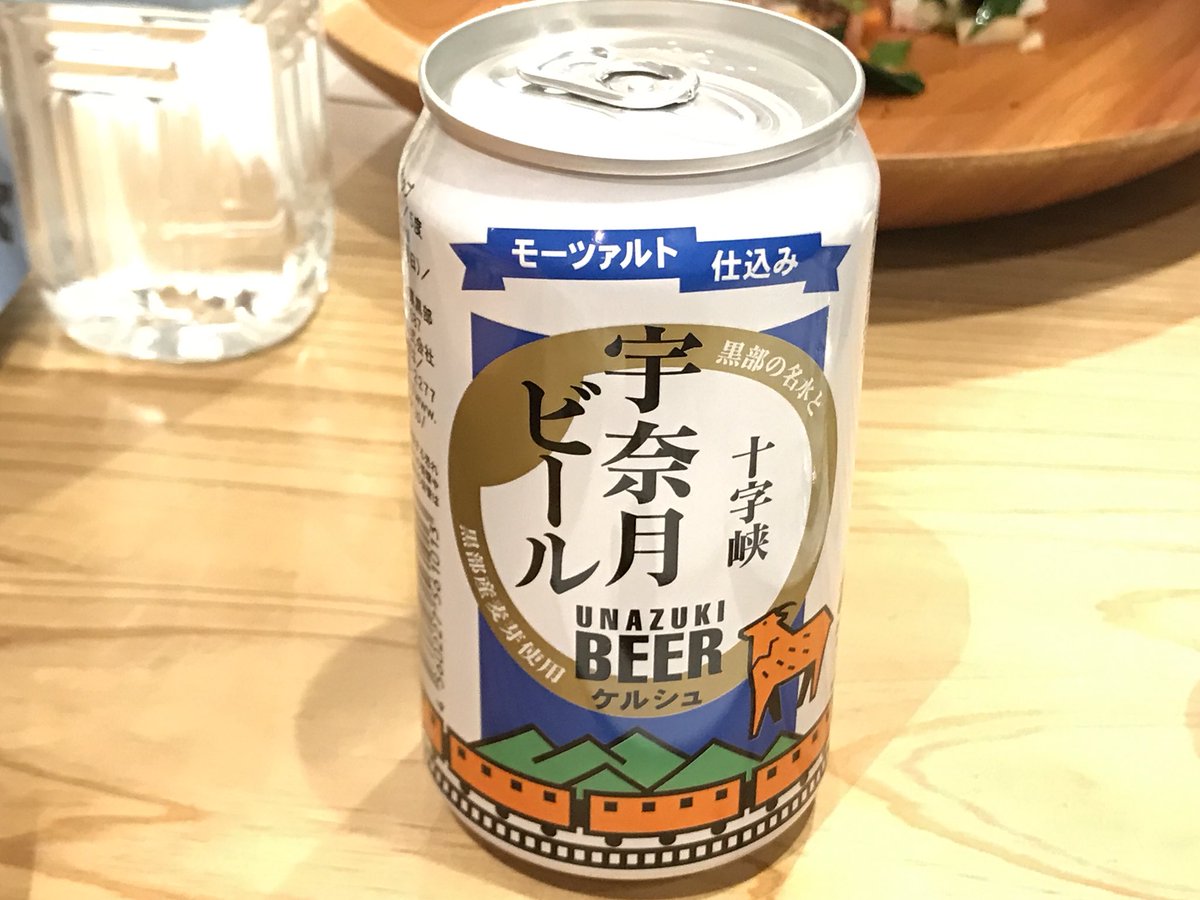 モーツァルト 仕込み
黒部の名水と
黒部産麦芽使用
十字峡
宇奈月
ビール
UNAZUKI
BEER
ケルシュ